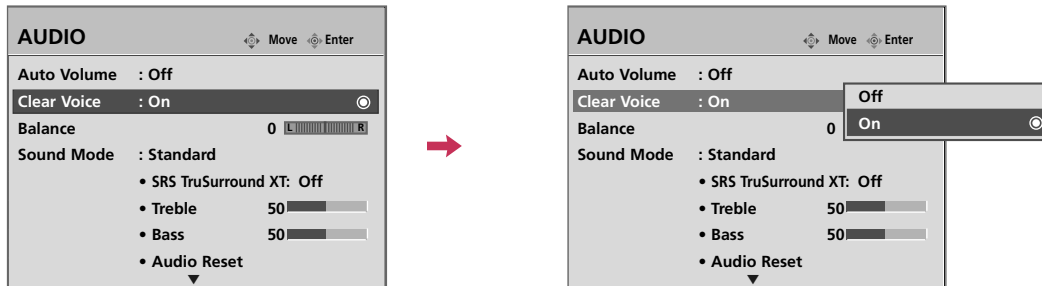 AUDIO Move Enter
Auto Volume : Off
Clear Voice : On
Balance 0 L R
Sound Mode : Standard
• SRS TruSurround XT: Off
• Treble 50
• Bass 50
• Audio Reset
AUDIO Move Enter
Auto Volume : Off
Clear Voice : On
Balance 0
Sound Mode : Standard
• SRS TruSurround XT: Off
• Treble 50
• Bass 50
• Audio Reset
Off
On